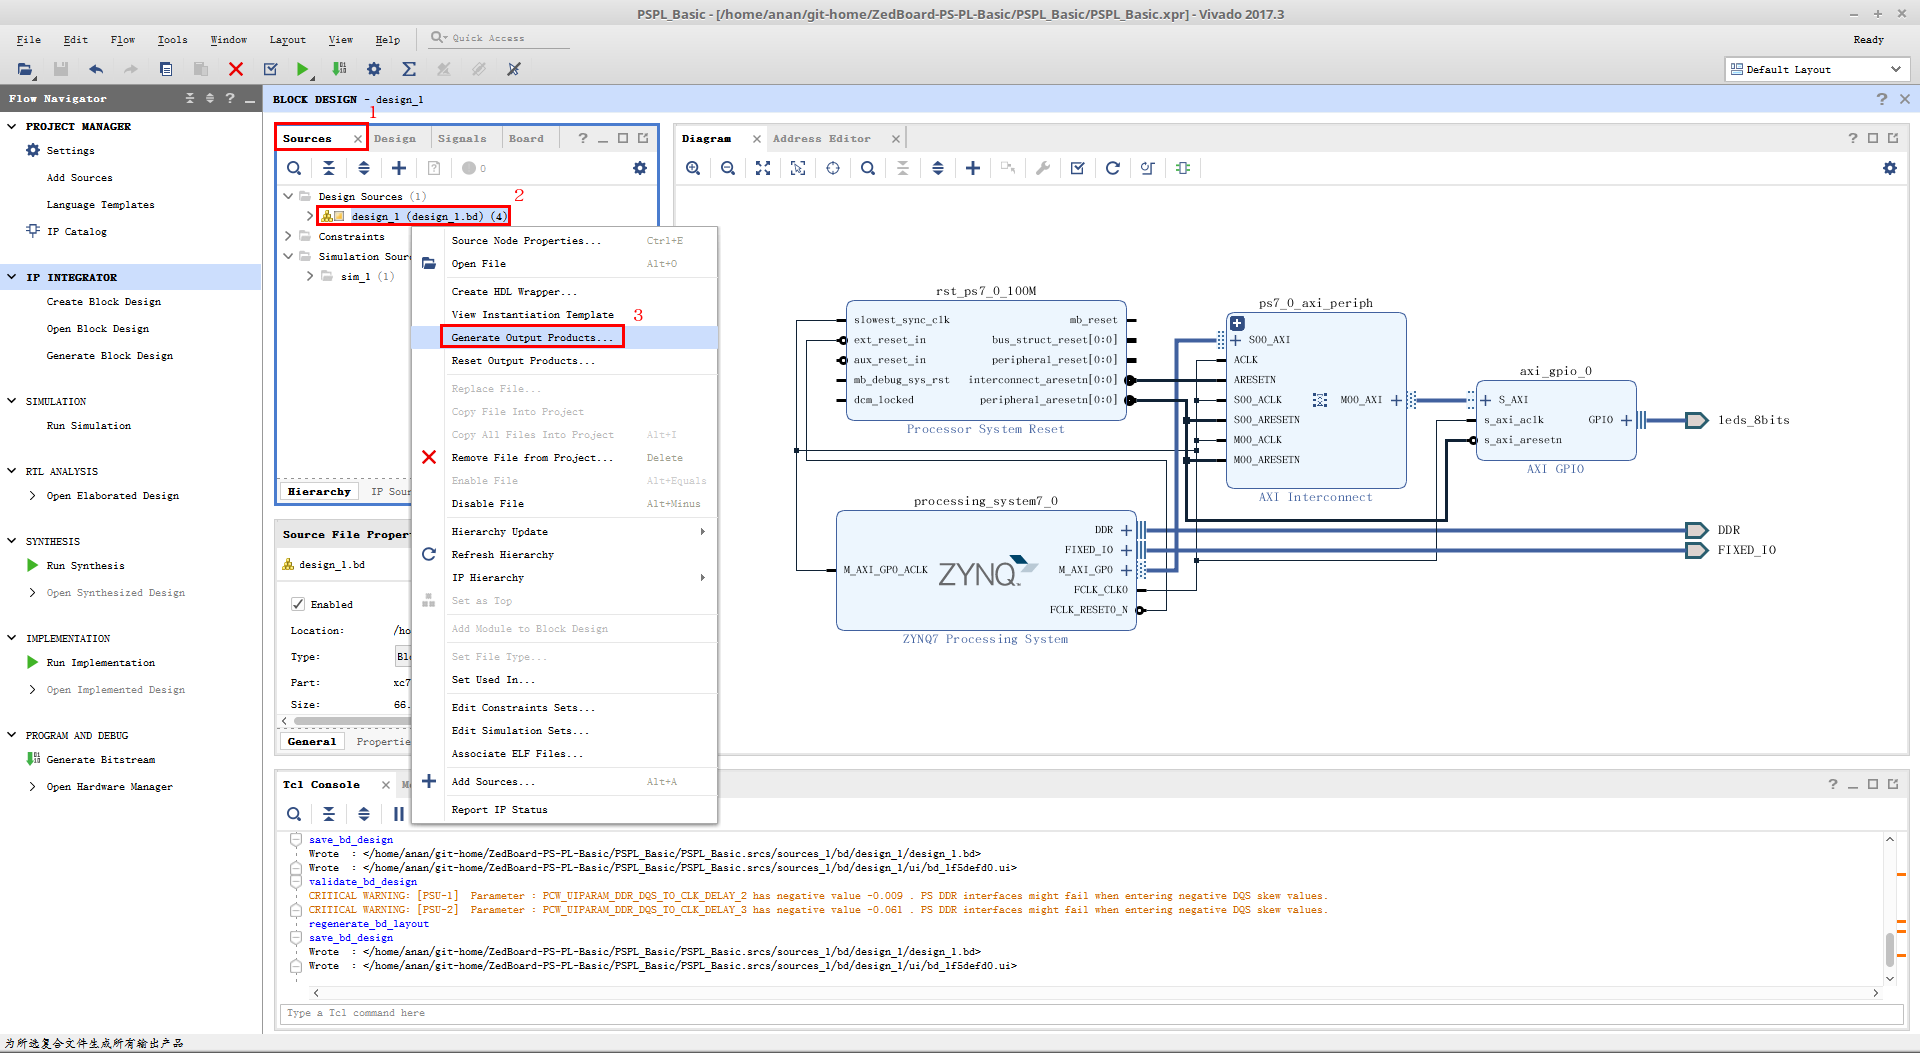 PSPL_Basic - [/home/anan/git-home/ZedBoard-PS-PL-Basic/PSPL_Basic/PSPL_Basic.xpr] - Vivado 2017.3
File Edit Flow Tools Window Layout View Help Quick Access Ready
Default Layout
Flow Navigator
PROJECT MANAGER
Settings
Add Sources
Language Templates
IP Catalog
IP INTEGRATOR
Create Block Design
Open Block Design
Generate Block Design
SIMULATION
Run Simulation
RTL ANALYSIS
Open Elaborated Design
SYNTHESIS
Run Synthesis
Open Synthesized Design
IMPLEMENTATION
Run Implementation
Open Implemented Design
PROGRAM AND DEBUG
Generate Bitstream
Open Hardware Manager
BLOCK DESIGN - design_1
1
Sources Design Signals Board
0
Design Sources (1)
2
design_1 (design_1.bd) (4)
Constraints
Simulation Sour
sim_1 (1)
Hierarchy IP Sour
Source File Proper
design_1.bd
Enabled
Location: /ho
Type: Blo
Part: xc7
Size: 66.
General Propertie
Source Node Properties... Ctrl+E
Open File Alt+O
Create HDL Wrapper...
View Instantiation Template
3
Generate Output Products...
Reset Output Products...
Replace File...
Copy File Into Project
Copy All Files Into Project Alt+I
Remove File from Project... Delete
Enable File Alt+Equals
Disable File Alt+Minus
Hierarchy Update
Refresh Hierarchy
IP Hierarchy
Set as Top
Add Module to Block Design
Set File Type...
Set Used In...
Edit Constraints Sets...
Edit Simulation Sets...
Associate ELF Files...
Add Sources... Alt+A
Report IP Status
Diagram Address Editor
rst_ps7_0_100M
slowest_sync_clk mb_reset
ext_reset_in bus_struct_reset[0:0]
aux_reset_in peripheral_reset[0:0]
mb_debug_sys_rst interconnect_aresetn[0:0]
dcm_locked peripheral_aresetn[0:0]
Processor System Reset
ps7_0_axi_periph
S00_AXI
ACLK
ARESETN
S00_ACLK M00_AXI
S00_ARESETN
M00_ACLK
M00_ARESETN
AXI Interconnect
axi_gpio_0
S_AXI
s_axi_aclk GPIO
s_axi_aresetn
AXI GPIO
leds_8bits
processing_system7_0
DDR
FIXED_IO
M_AXI_GP0_ACLK ZYNQ M_AXI_GP0
FCLK_CLK0
FCLK_RESET0_N
ZYNQ7 Processing System
DDR
FIXED_IO
Tcl Console M
save_bd_design
Wrote : </home/anan/git-home/ZedBoard-PS-PL-Basic/PSPL_Basic/PSPL_Basic.srcs/sources_1/bd/design_1/design_1.bd>
Wrote : </home/anan/git-home/ZedBoard-PS-PL-Basic/PSPL_Basic/PSPL_Basic.srcs/sources_1/bd/design_1/ui/bd_1f5defd0.ui>
validate_bd_design
CRITICAL WARNING: [PSU-1] Parameter : PCW_UIPARAM_DDR_DQS_TO_CLK_DELAY_2 has negative value -0.009 . PS DDR interfaces might fail when entering negative DQS skew values.
CRITICAL WARNING: [PSU-2] Parameter : PCW_UIPARAM_DDR_DQS_TO_CLK_DELAY_3 has negative value -0.061 . PS DDR interfaces might fail when entering negative DQS skew values.
regenerate_bd_layout
save_bd_design
Wrote : </home/anan/git-home/ZedBoard-PS-PL-Basic/PSPL_Basic/PSPL_Basic.srcs/sources_1/bd/design_1/design_1.bd>
Wrote : </home/anan/git-home/ZedBoard-PS-PL-Basic/PSPL_Basic/PSPL_Basic.srcs/sources_1/bd/design_1/ui/bd_1f5defd0.ui>
Type a Tcl command here
为所选复合文件生成所有输出产品